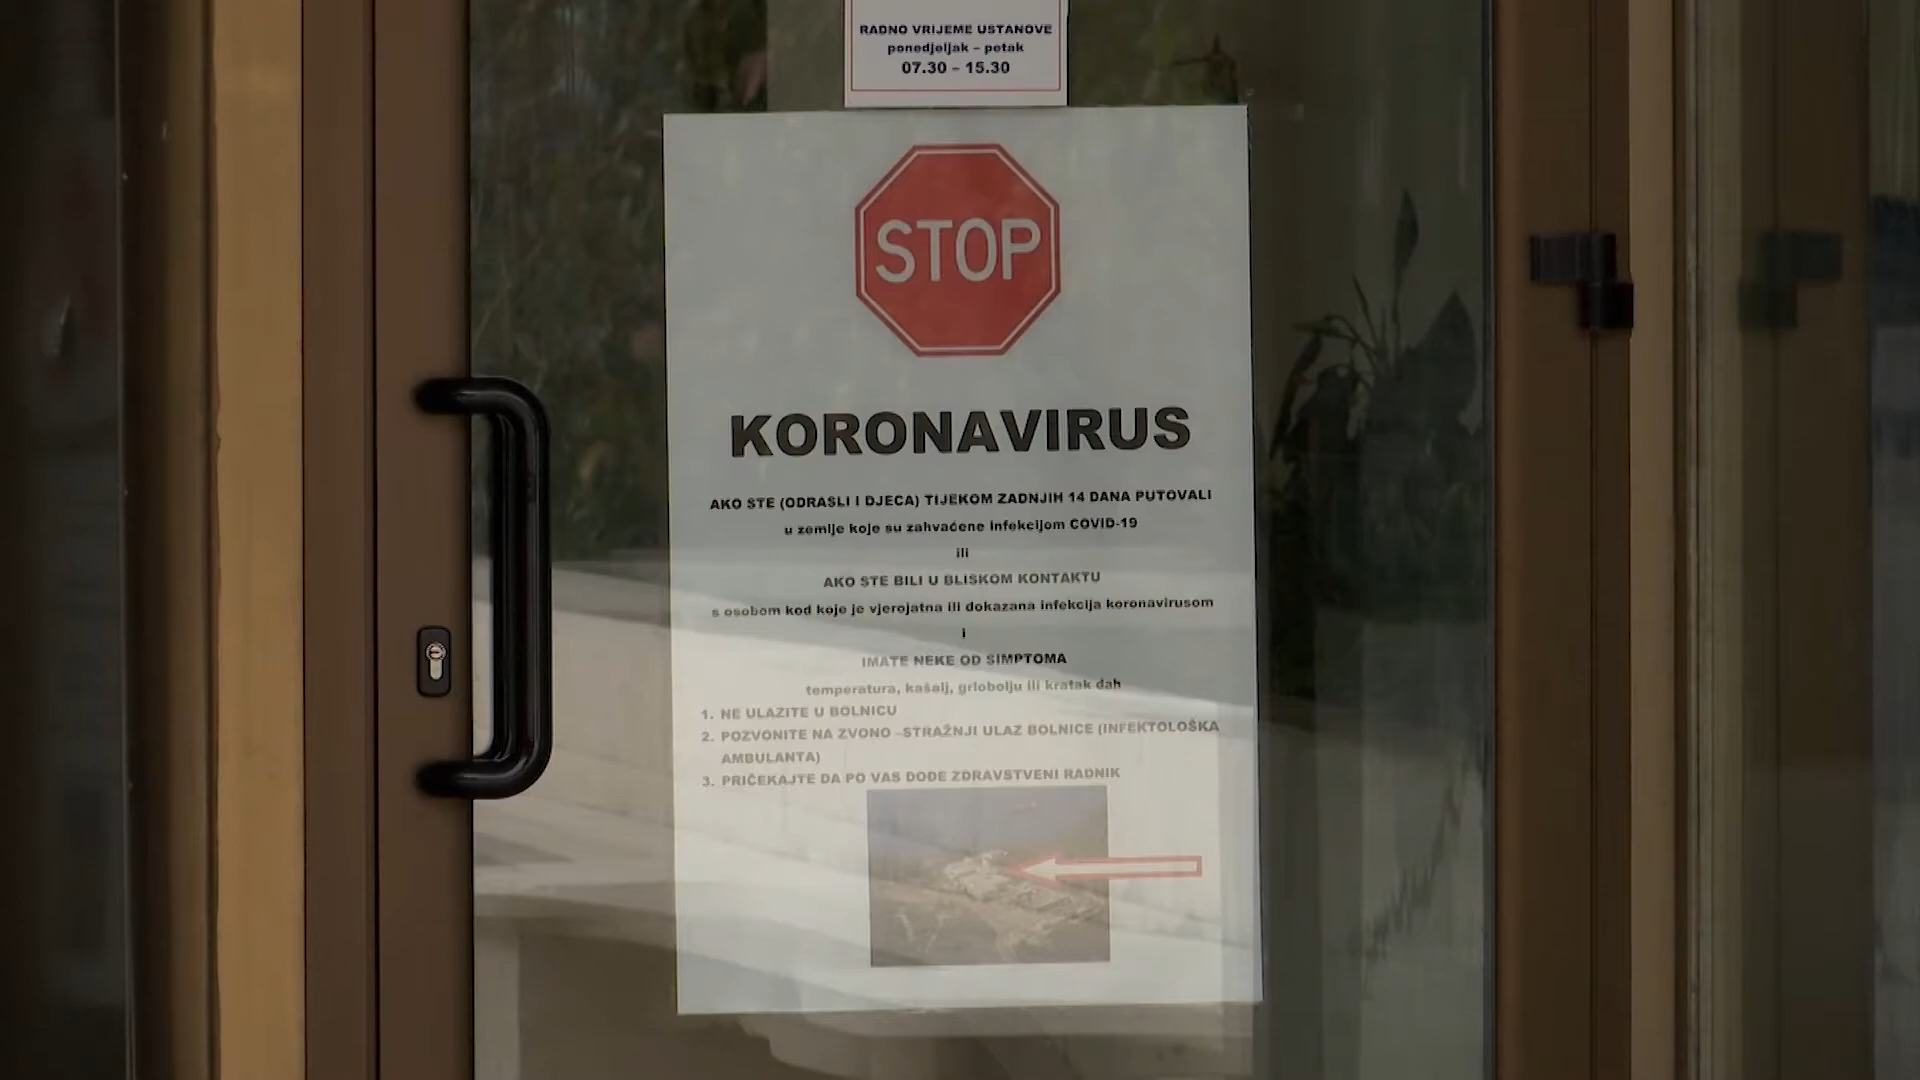 RADNO VRIJEME USTANOVE
ponedjeljak – petak
07.30 – 15.30
STOP
KORONAVIRUS
AKO STE (ODRASLI I DJECA) TIJEKOM ZADNJIH 14 DANA PUTOVALI
u zemlje koje su zahvaćene infekcijom COVID-19
ili
AKO STE BILI U BLISKOM KONTAKTU
s osobom kod koje je vjerojatna ili dokazana infekcija koronavirusom
i
IMATE NEKE OD SIMPTOMA
temperatura, kašalj, grlobolju ili kratak dah
1. NE ULAZITE U BOLNICU
2. POZVONITE NA ZVONO –STRAŽNJI ULAZ BOLNICE (INFEKTOLOŠKA
AMBULANTA)
3. PRIČEKAJTE DA PO VAS DOĐE ZDRAVSTVENI RADNIK